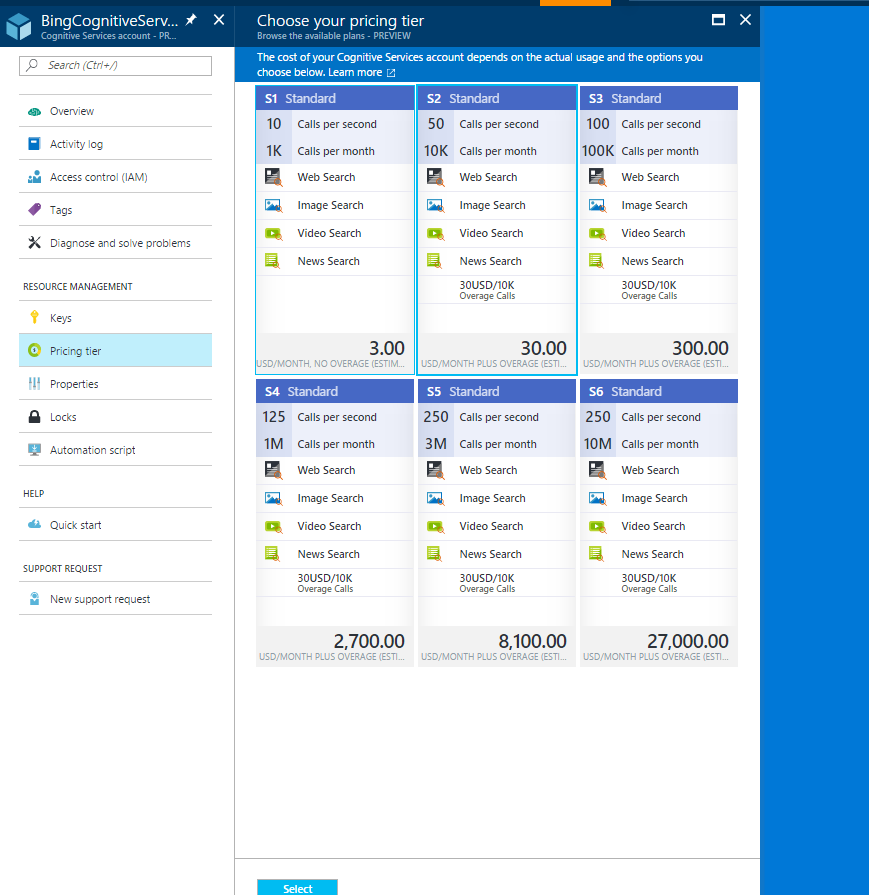 BingCognitiveServ...
Cognitive Services account - PR...
Search (Ctrl+/)
Overview
Activity log
Access control (IAM)
Tags
Diagnose and solve problems
RESOURCE MANAGEMENT
Keys
Pricing tier
Properties
Locks
Automation script
HELP
Quick start
SUPPORT REQUEST
New support request
Choose your pricing tier
Browse the available plans - PREVIEW
The cost of your Cognitive Services account depends on the actual usage and the options you
choose below. Learn more
S1 Standard
10 Calls per second
1K Calls per month
Web Search
Image Search
Video Search
News Search
3.00
USD/MONTH, NO OVERAGE (ESTIM...
S2 Standard
50 Calls per second
10K Calls per month
Web Search
Image Search
Video Search
News Search
30USD/10K
Overage Calls
30.00
USD/MONTH PLUS OVERAGE (ESTI...
S3 Standard
100 Calls per second
100K Calls per month
Web Search
Image Search
Video Search
News Search
30USD/10K
Overage Calls
300.00
USD/MONTH PLUS OVERAGE (ESTI...
S4 Standard
125 Calls per second
1M Calls per month
Web Search
Image Search
Video Search
News Search
30USD/10K
Overage Calls
2,700.00
USD/MONTH PLUS OVERAGE (ESTI...
S5 Standard
250 Calls per second
3M Calls per month
Web Search
Image Search
Video Search
News Search
30USD/10K
Overage Calls
8,100.00
USD/MONTH PLUS OVERAGE (ESTI...
S6 Standard
250 Calls per second
10M Calls per month
Web Search
Image Search
Video Search
News Search
30USD/10K
Overage Calls
27,000.00
USD/MONTH PLUS OVERAGE (ESTI...
Select